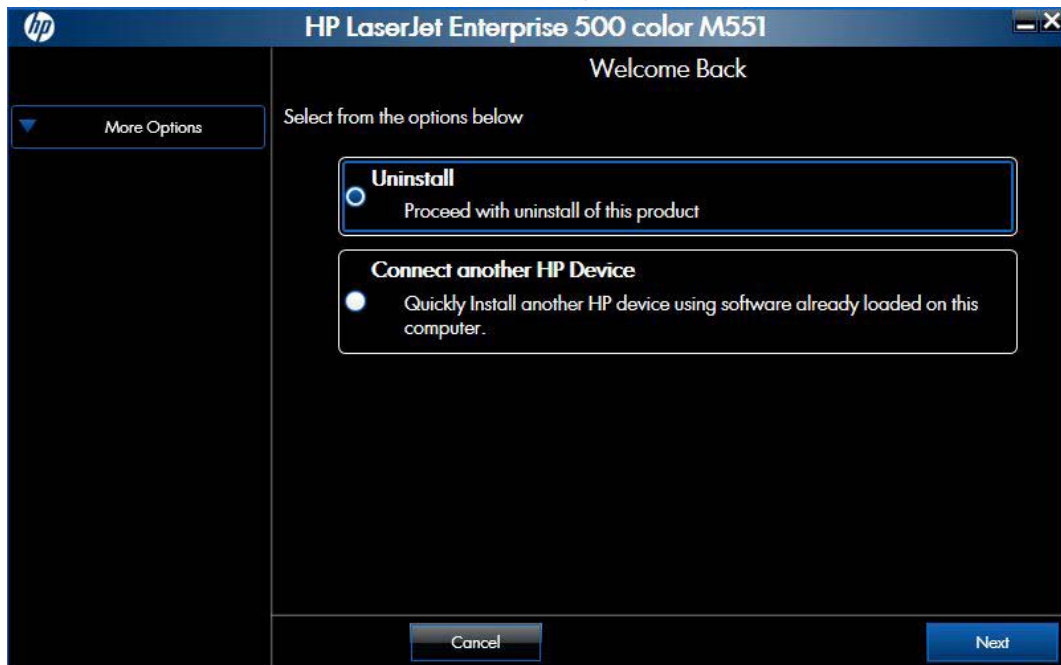 hp
HP LaserJet Enterprise 500 color M551
Welcome Back
More Options
Select from the options below
Uninstall
Proceed with uninstall of this product
Connect another HP Device
Quickly Install another HP device using software already loaded on this
computer.
Cancel
Next